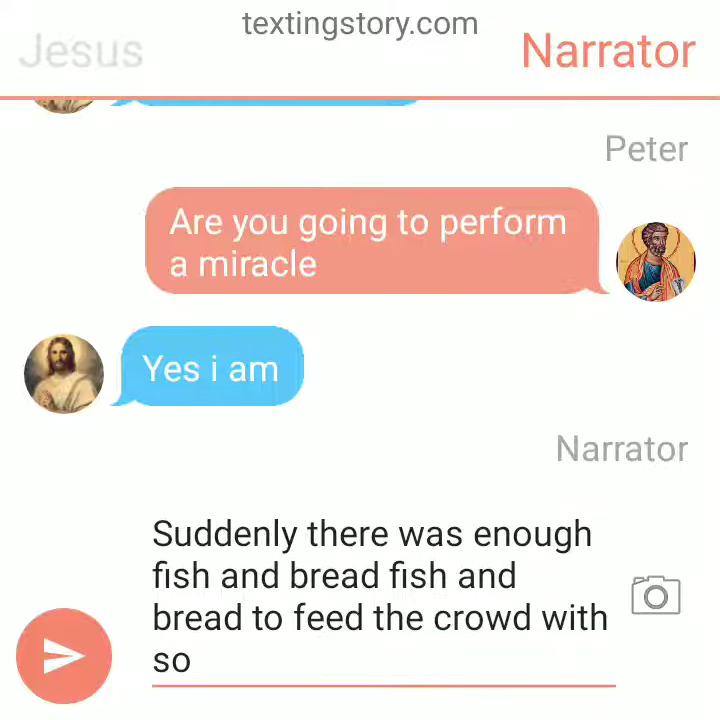 textingstory.com
Jesus
Narrator
Peter
Are you going to perform
a miracle
Yes i am
Narrator
Suddenly there was enough
fish and bread fish and
bread to feed the crowd with
so